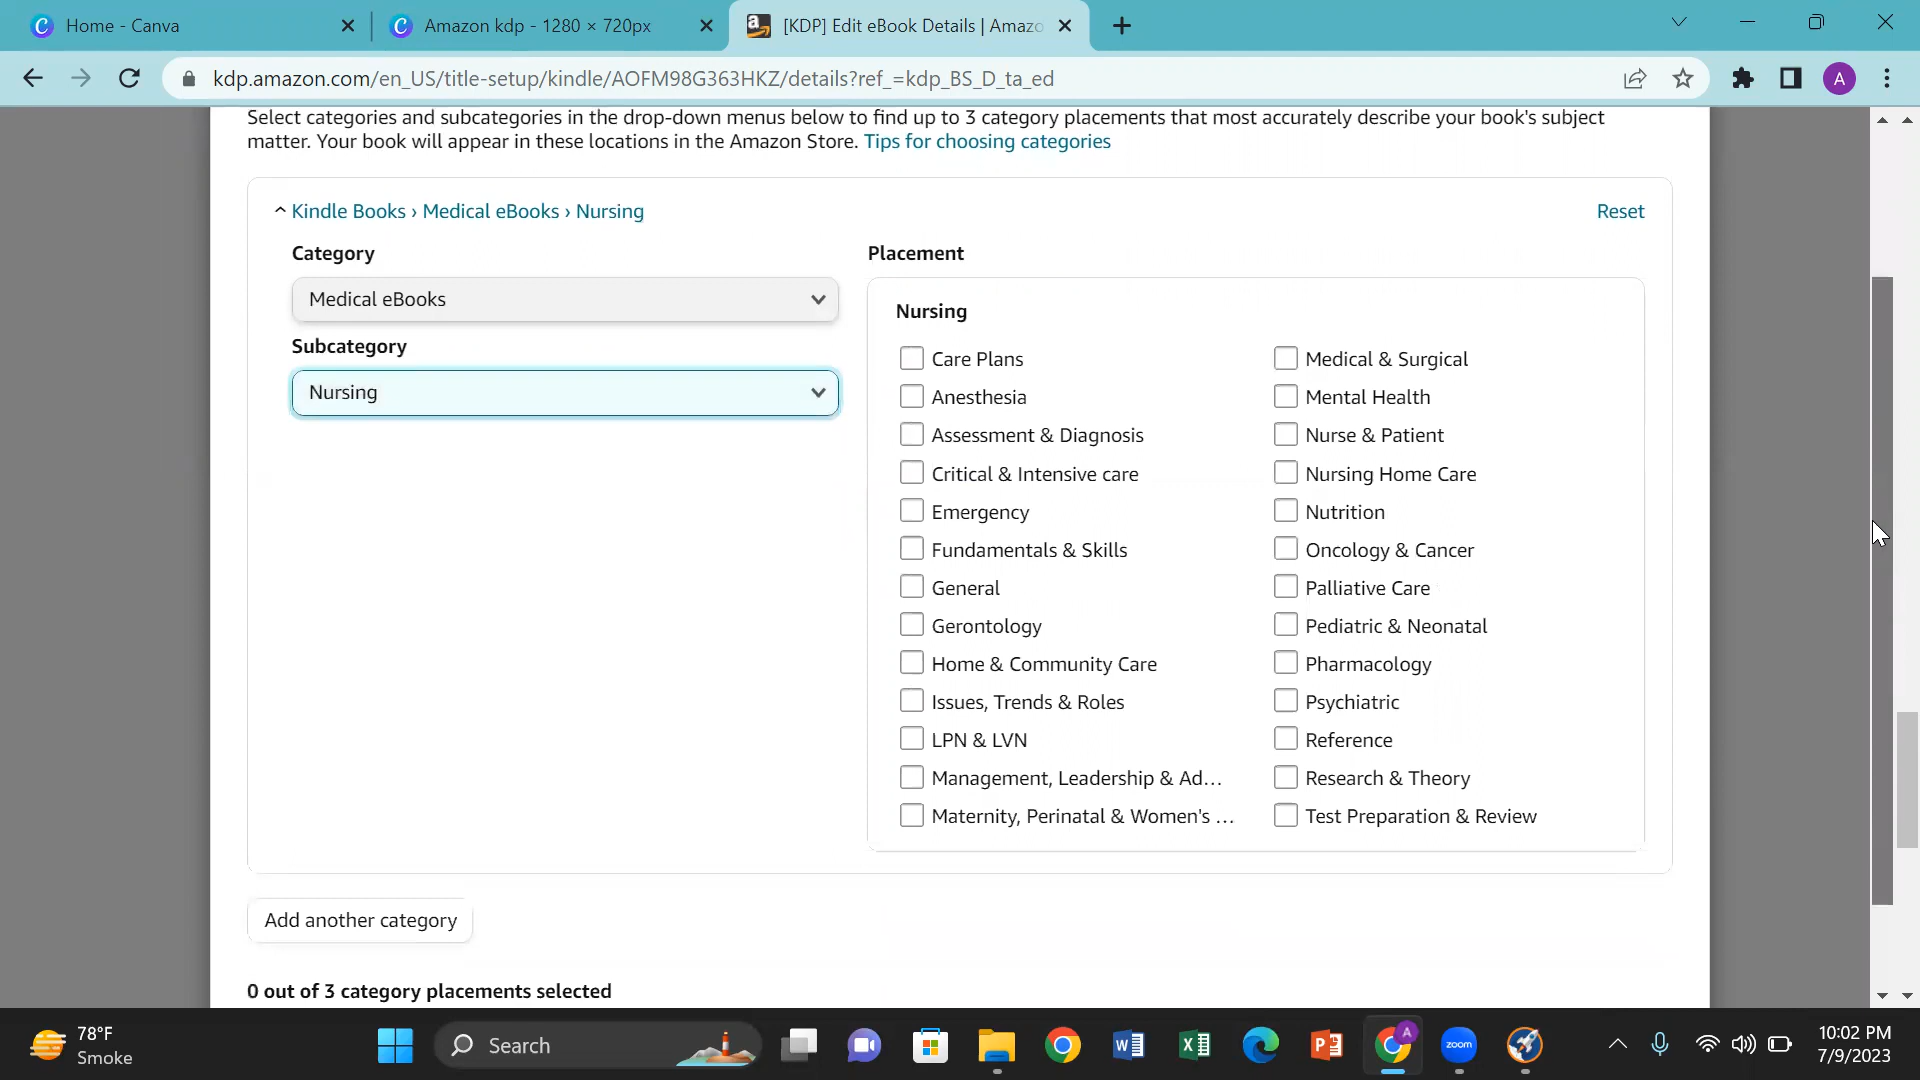 Home - Canva
Amazon kdp - 1280 × 720px
[KDP] Edit eBook Details | Amazo
kdp.amazon.com/en_US/title-setup/kindle/AOFM98G363HKZ/details?ref_=kdp_BS_D_ta_ed
A
Select categories and subcategories in the drop-down menus below to find up to 3 category placements that most accurately describe your book's subject
matter. Your book will appear in these locations in the Amazon Store. Tips for choosing categories
Kindle Books › Medical eBooks › Nursing
Reset
Category
Medical eBooks
Subcategory
Nursing
Placement
Nursing
Care Plans
Anesthesia
Assessment & Diagnosis
Critical & Intensive care
Emergency
Fundamentals & Skills
General
Gerontology
Home & Community Care
Issues, Trends & Roles
LPN & LVN
Management, Leadership & Ad...
Maternity, Perinatal & Women's ...
Medical & Surgical
Mental Health
Nurse & Patient
Nursing Home Care
Nutrition
Oncology & Cancer
Palliative Care
Pediatric & Neonatal
Pharmacology
Psychiatric
Reference
Research & Theory
Test Preparation & Review
Add another category
0 out of 3 category placements selected
78°F
Smoke
Search
zoom
10:02 PM
7/9/2023